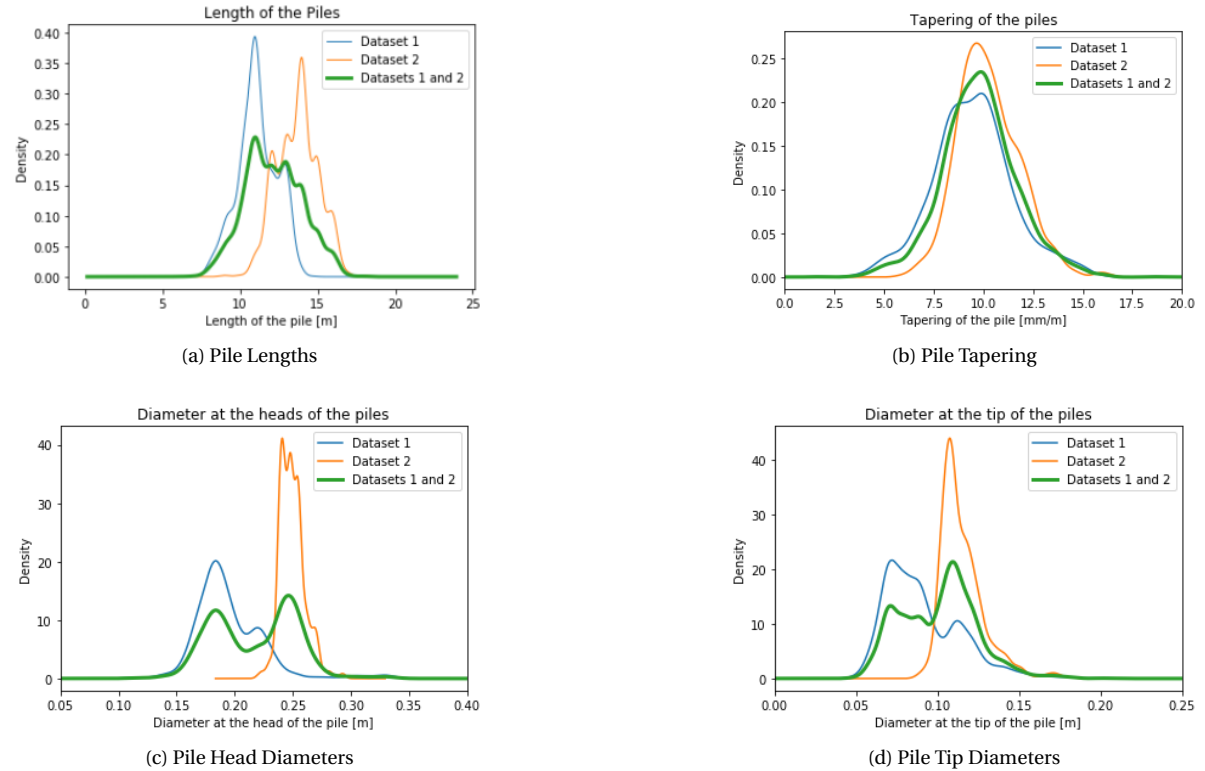 Length of the Piles
0.40
0.35
0.30
0.25
0.20
0.15
0.10
0.05
0.00
Density
Dataset 1
Dataset 2
Datasets 1 and 2
0 5 10 15 20 25
Length of the pile [m]
(a) Pile Lengths
Tapering of the piles
0.25
0.20
0.15
0.10
0.05
0.00
Density
Dataset 1
Dataset 2
Datasets 1 and 2
0.0 2.5 5.0 7.5 10.0 12.5 15.0 17.5 20.0
Tapering of the pile [mm/m]
(b) Pile Tapering
Diameter at the heads of the piles
40
30
20
10
0
Density
Dataset 1
Dataset 2
Datasets 1 and 2
0.05 0.10 0.15 0.20 0.25 0.30 0.35 0.40
Diameter at the head of the pile [m]
(c) Pile Head Diameters
Diameter at the tip of the piles
40
30
20
10
0
Density
Dataset 1
Dataset 2
Datasets 1 and 2
0.00 0.05 0.10 0.15 0.20 0.25
Diameter at the tip of the pile [m]
(d) Pile Tip Diameters